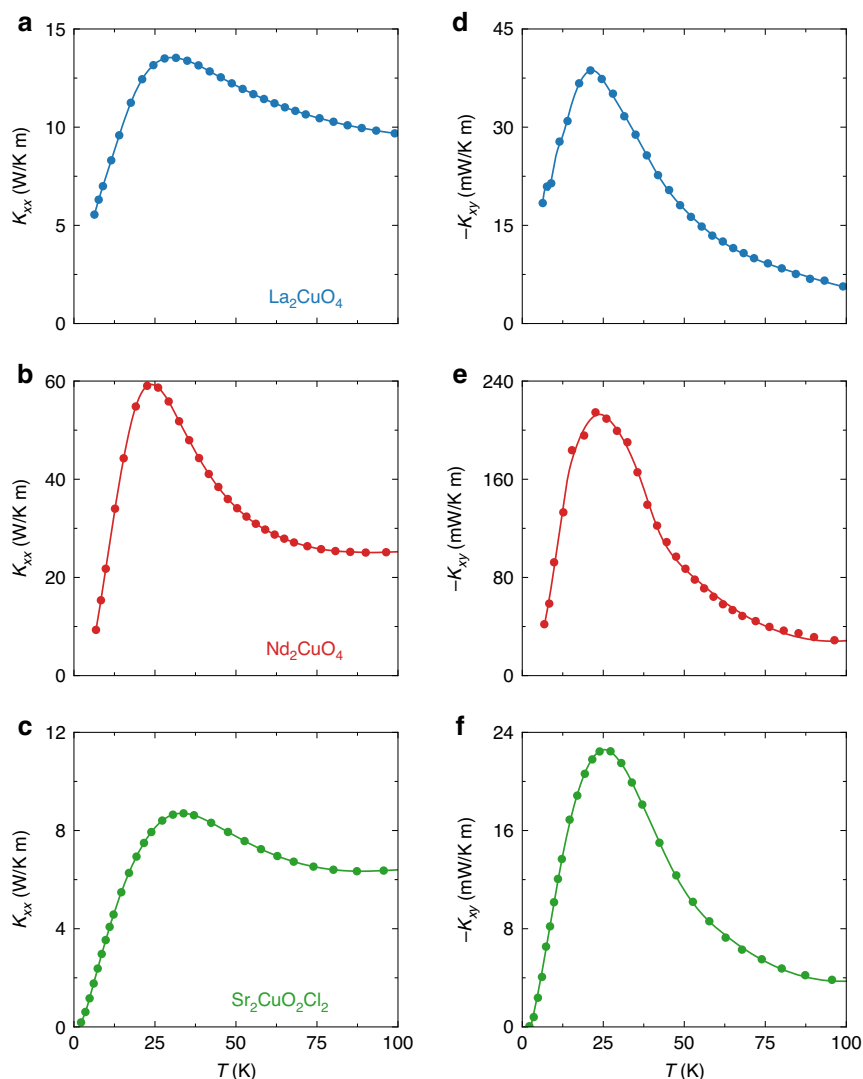 a
15
10
5
0
K_xx (W/K m)
La₂CuO₄
d
45
30
15
0
–K_xy (mW/K m)
b
60
40
20
0
K_xx (W/K m)
Nd₂CuO₄
e
240
160
80
0
–K_xy (mW/K m)
c
12
8
4
0
K_xx (W/K m)
Sr₂CuO₂Cl₂
0 25 50 75 100
T (K)
f
24
16
8
0
–K_xy (mW/K m)
0 25 50 75 100
T (K)